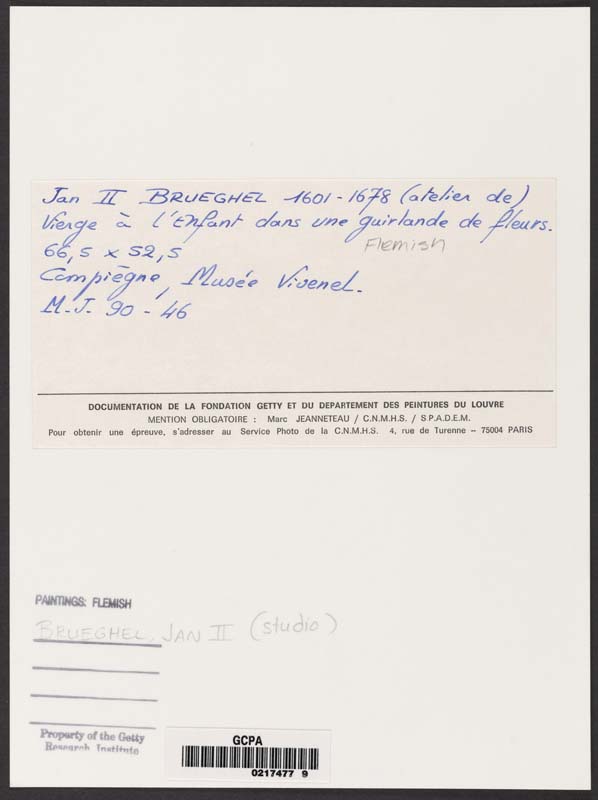 Jan II BRUEGHEL 1601-1678 (atelier de)
Vierge à l'Enfant dans une guirlande de fleurs.
Flemish
66,5 x 52,5
Compiègne, Musée Vivenel.
M.J. 90-46
DOCUMENTATION DE LA FONDATION GETTY ET DU DEPARTEMENT DES PEINTURES DU LOUVRE
MENTION OBLIGATOIRE : Marc JEANNETEAU / C.N.M.H.S. / S.P.A.D.E.M.
Pour obtenir une épreuve, s'adresser au Service Photo de la C.N.M.H.S. 4, rue de Turenne -- 75004 PARIS
PAINTINGS: FLEMISH
BRUEGHEL, JAN II (studio)
Property of the Getty
Research Institute
GCPA
0217477 9